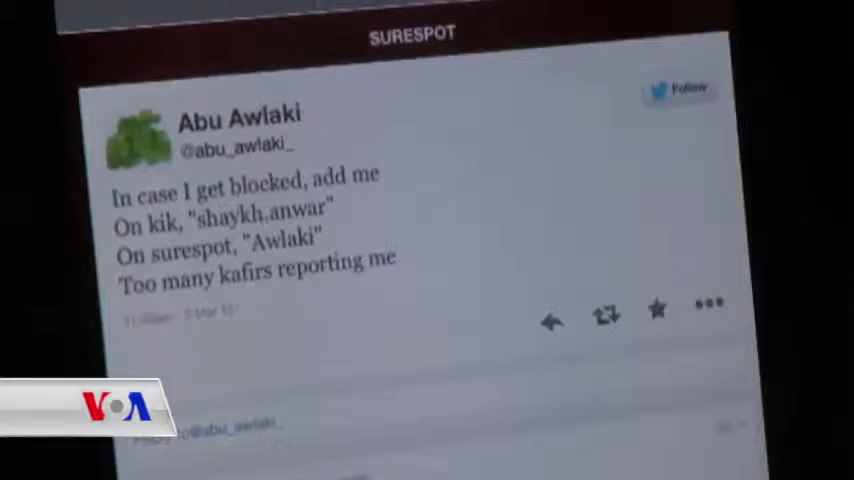 SURESPOT
Abu Awlaki
@abu_awlaki_
Follow
In case I get blocked, add me
On kik, "shaykh.anwar"
On surespot, "Awlaki"
Too many kafirs reporting me
VOA
to @abu_awlaki_